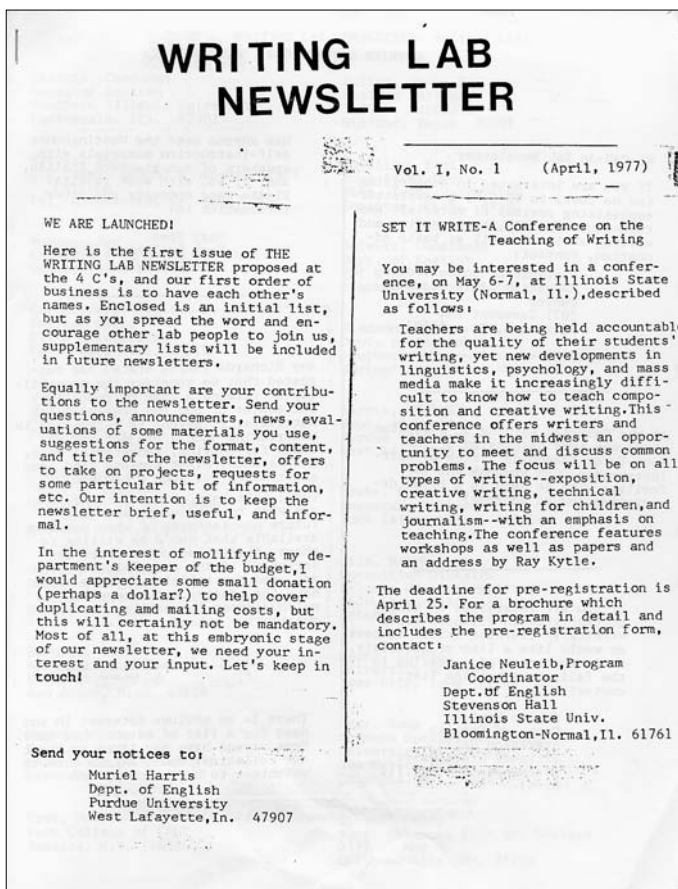 WRITING LAB
NEWSLETTER
Vol. I, No. 1 (April, 1977)
WE ARE LAUNCHED!
Here is the first issue of THE
WRITING LAB NEWSLETTER proposed at
the 4 C's, and our first order of
business is to have each other's
names. Enclosed is an initial list,
but as you spread the word and en-
courage other lab people to join us,
supplementary lists will be included
in future newsletters.
Equally important are your contribu-
tions to the newsletter. Send your
questions, announcements, news, eval-
uations of some materials you use,
suggestions for the format, content,
and title of the newsletter, offers
to take on projects, requests for
some particular bit of information,
etc. Our intention is to keep the
newsletter brief, useful, and infor-
mal.
In the interest of mollifying my de-
partment's keeper of the budget,I
would appreciate some small donation
(perhaps a dollar?) to help cover
duplicating amd mailing costs, but
this will certainly not be mandatory.
Most of all, at this embryonic stage
of our newsletter, we need your in-
terest and your input. Let's keep in
touch!
Send your notices to:
Muriel Harris
Dept. of English
Purdue University
West Lafayette,In. 47907
SET IT WRITE-A Conference on the
Teaching of Writing
You may be interested in a confer-
ence, on May 6-7, at Illinois State
University (Normal, Il.),described
as follows:
Teachers are being held accountable
for the quality of their students'
writing, yet new developments in
linguistics, psychology, and mass
media make it increasingly diffi-
cult to know how to teach compo-
sition and creative writing.This
conference offers writers and
teachers in the midwest an oppor-
tunity to meet and discuss common
problems. The focus will be on all
types of writing--exposition,
creative writing, technical
writing, writing for children,and
journalism--with an emphasis on
teaching.The conference features
workshops as well as papers and
an address by Ray Kytle.
The deadline for pre-registration is
April 25. For a brochure which
describes the program in detail and
includes the pre-registration form,
contact:
Janice Neuleib,Program
Coordinator
Dept.of English
Stevenson Hall
Illinois State Univ.
Bloomington-Normal,Il. 61761